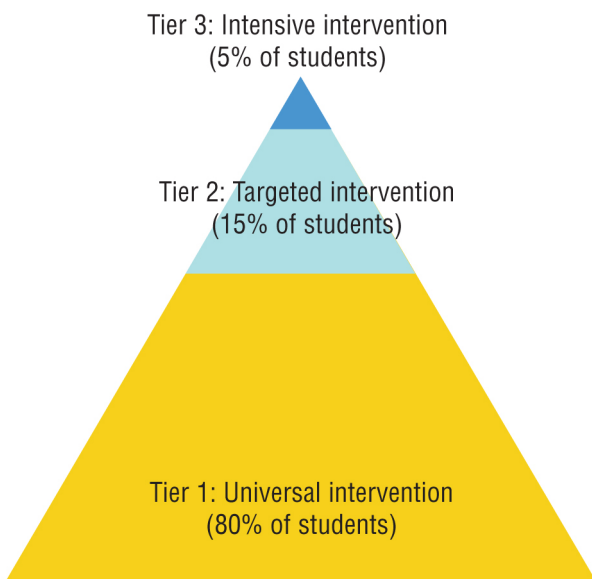 Tier 3: Intensive intervention
(5% of students)
Tier 2: Targeted intervention
(15% of students)
Tier 1: Universal intervention
(80% of students)